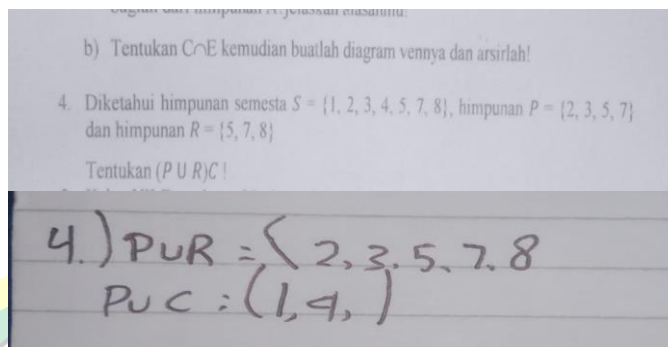 b) Tentukan C∩E kemudian buatlah diagram vennya dan arsirlah!
4. Diketahui himpunan semesta S = {1, 2, 3, 4, 5, 7, 8}, himpunan P = {2, 3, 5, 7}
dan himpunan R = {5, 7, 8}
Tentukan (P U R)C !
4.) P∪R = { 2, 3, 5, 7, 8
P∪ C : (1, 4, )